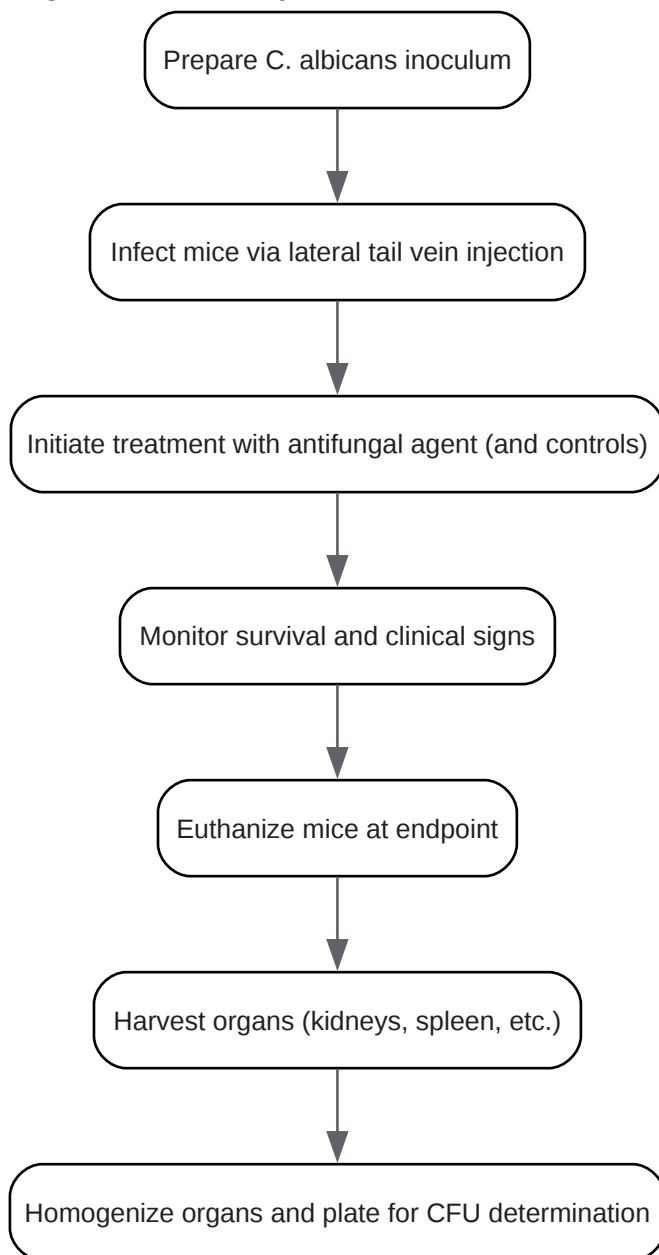 Prepare C. albicans inoculum
Infect mice via lateral tail vein injection
Initiate treatment with antifungal agent (and controls)
Monitor survival and clinical signs
Euthanize mice at endpoint
Harvest organs (kidneys, spleen, etc.)
Homogenize organs and plate for CFU determination